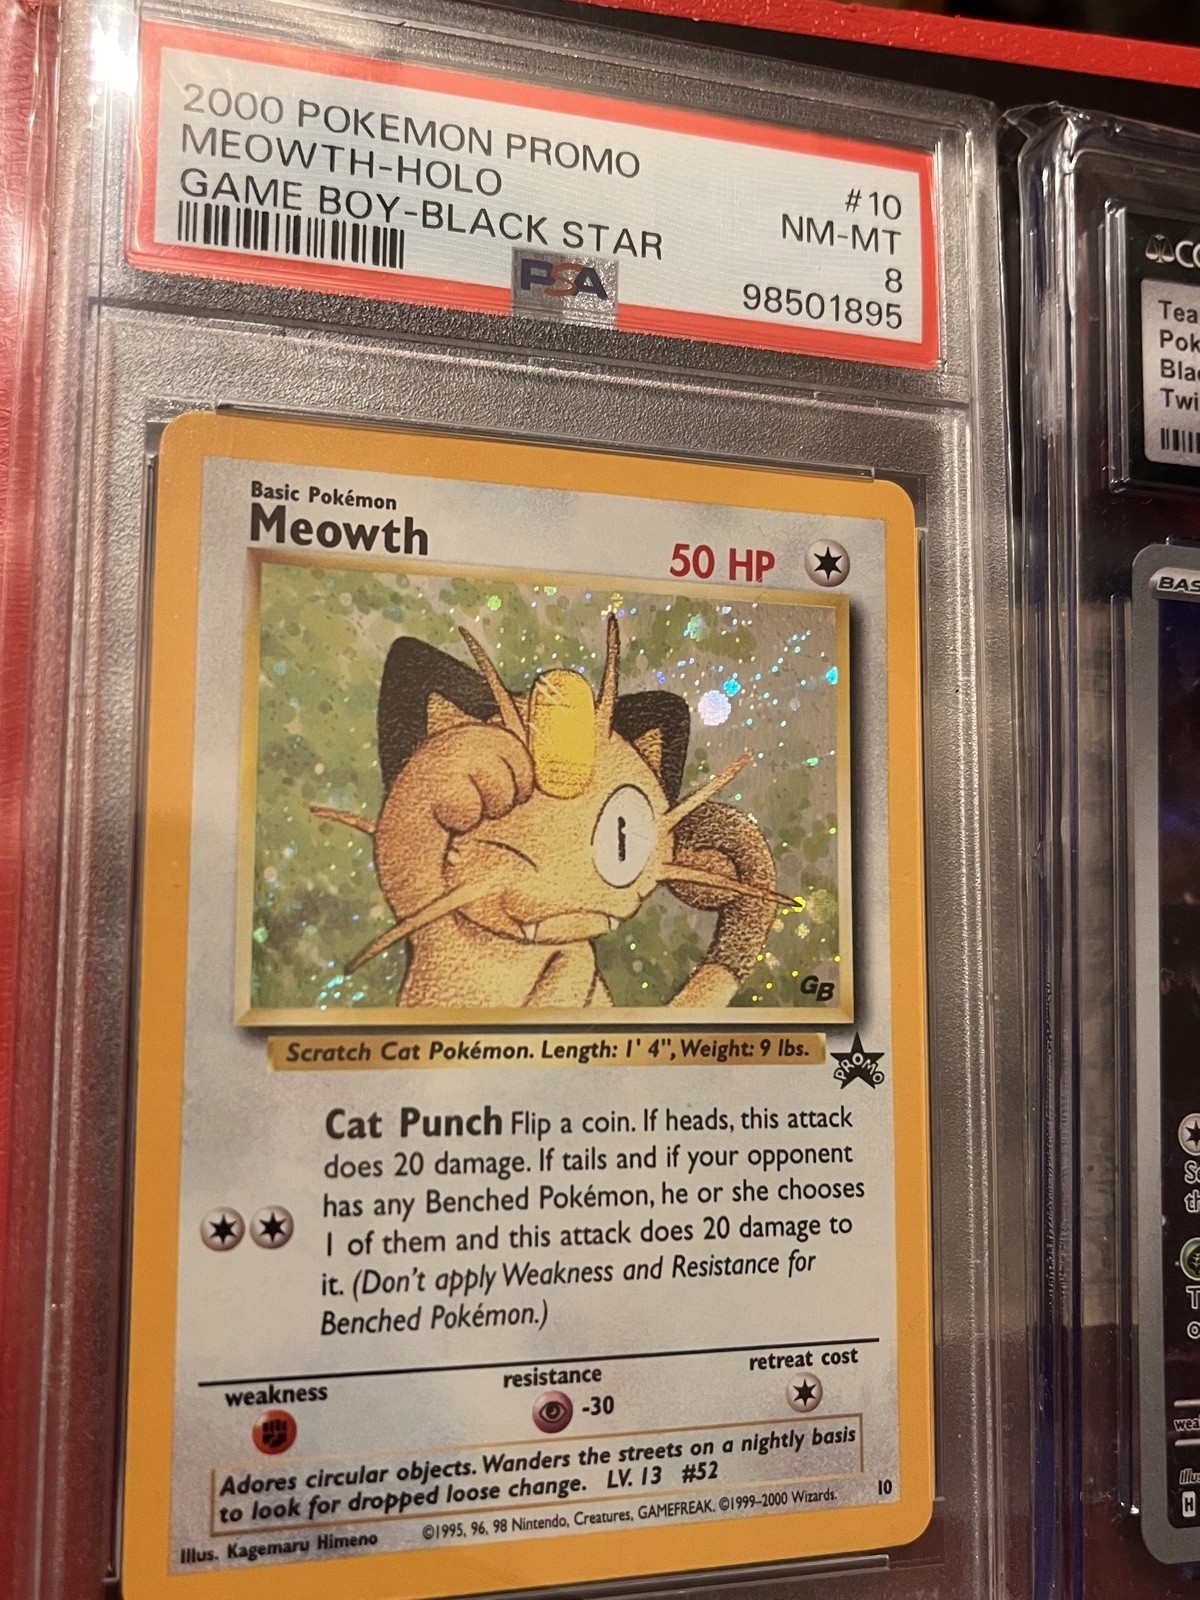 2000 POKEMON PROMO
MEOWTH-HOLO
GAME BOY-BLACK STAR
#10
NM-MT
8
98501895
PSA
Basic Pokémon
Meowth
50 HP
GB
Scratch Cat Pokémon. Length: 1' 4", Weight: 9 lbs.
PROMO
Cat Punch Flip a coin. If heads, this attack
does 20 damage. If tails and if your opponent
has any Benched Pokémon, he or she chooses
1 of them and this attack does 20 damage to
it. (Don't apply Weakness and Resistance for
Benched Pokémon.)
weakness
resistance
-30
retreat cost
Adores circular objects. Wanders the streets on a nightly basis
to look for dropped loose change. LV. 13 #52
10
Illus. Kagemaru Himeno
©1995, 96, 98 Nintendo, Creatures, GAMEFREAK. ©1999-2000 Wizards.